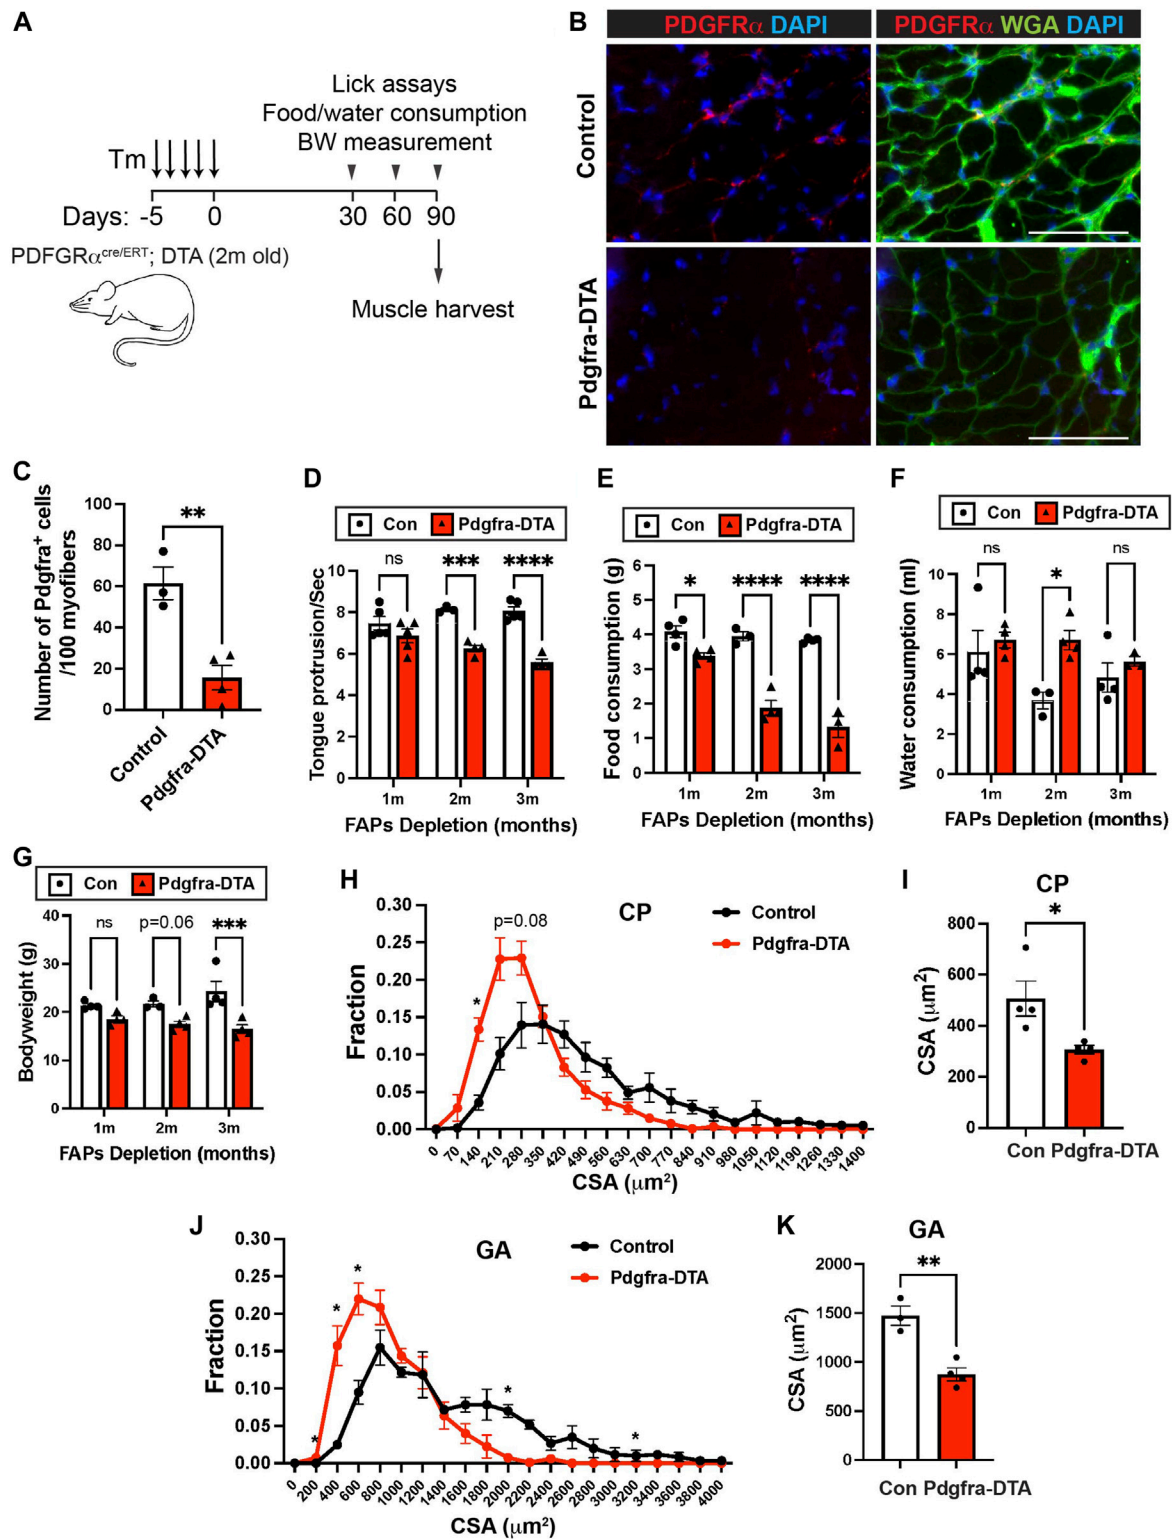 A
Lick assays
Food/water consumption
BW measurement
Tm
Days: -5 0 30 60 90
PDFGRα^cre/ERT; DTA (2m old)
Muscle harvest
B
PDGFRα DAPI
PDGFRα WGA DAPI
Control
Pdgfra-DTA
C
Number of Pdgfra⁺ cells
/100 myofibers
100
80
60
40
20
0
**
Control
Pdgfra-DTA
D
Con Pdgfra-DTA
Tongue protrusion/Sec
10
8
6
4
2
0
ns *** ****
1m 2m 3m
FAPs Depletion (months)
E
Con Pdgfra-DTA
Food consumption (g)
6
5
4
3
2
1
0
* **** ****
1m 2m 3m
FAPs Depletion (months)
F
Con Pdgfra-DTA
Water consumption (ml)
10
8
6
4
2
0
ns * ns
1m 2m 3m
FAPs Depletion (months)
G
Con Pdgfra-DTA
Bodyweight (g)
40
30
20
10
0
ns p=0.06 ***
1m 2m 3m
FAPs Depletion (months)
H
CP
Control
Pdgfra-DTA
Fraction
0.30
0.25
0.20
0.15
0.10
0.05
0.00
* p=0.08
0 70 140 210 280 350 420 490 560 630 700 770 840 910 980 1050 1120 1190 1260 1330 1400
CSA (μm²)
I
CP
CSA (μm²)
800
600
400
200
0
*
Con Pdgfra-DTA
J
GA
Control
Pdgfra-DTA
Fraction
0.30
0.25
0.20
0.15
0.10
0.05
0.00
* * * * *
0 200 400 600 800 1000 1200 1400 1600 1800 2000 2200 2400 2600 2800 3000 3200 3400 3600 3800 4000
CSA (μm²)
K
GA
CSA (μm²)
2000
1500
1000
500
0
**
Con Pdgfra-DTA